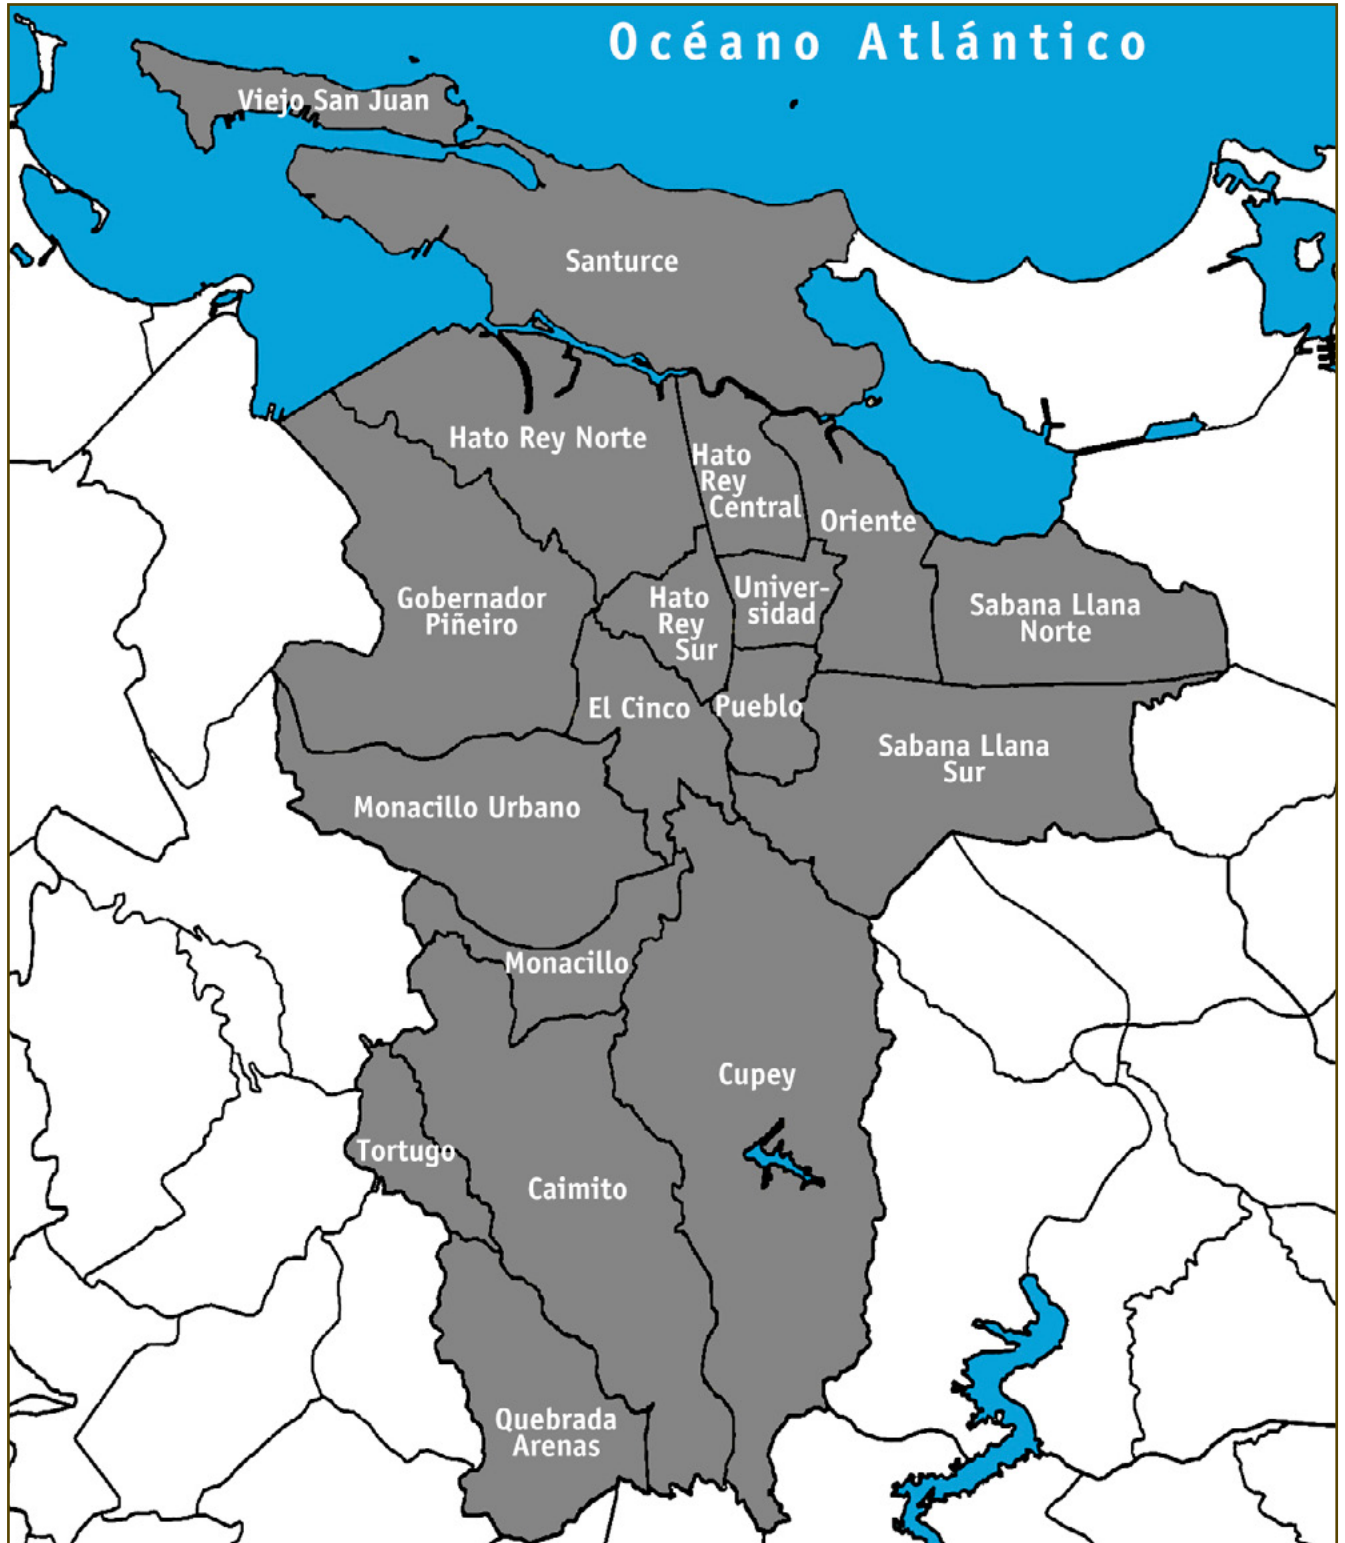 Océano Atlántico
Viejo San Juan
Santurce
Hato Rey Norte
Hato
Rey
Central
Oriente
Gobernador
Piñeiro
Hato
Rey
Sur
Univer-
sidad
Sabana Llana
Norte
El Cinco
Pueblo
Sabana Llana
Sur
Monacillo Urbano
Monacillo
Cupey
Tortugo
Caimito
Quebrada
Arenas